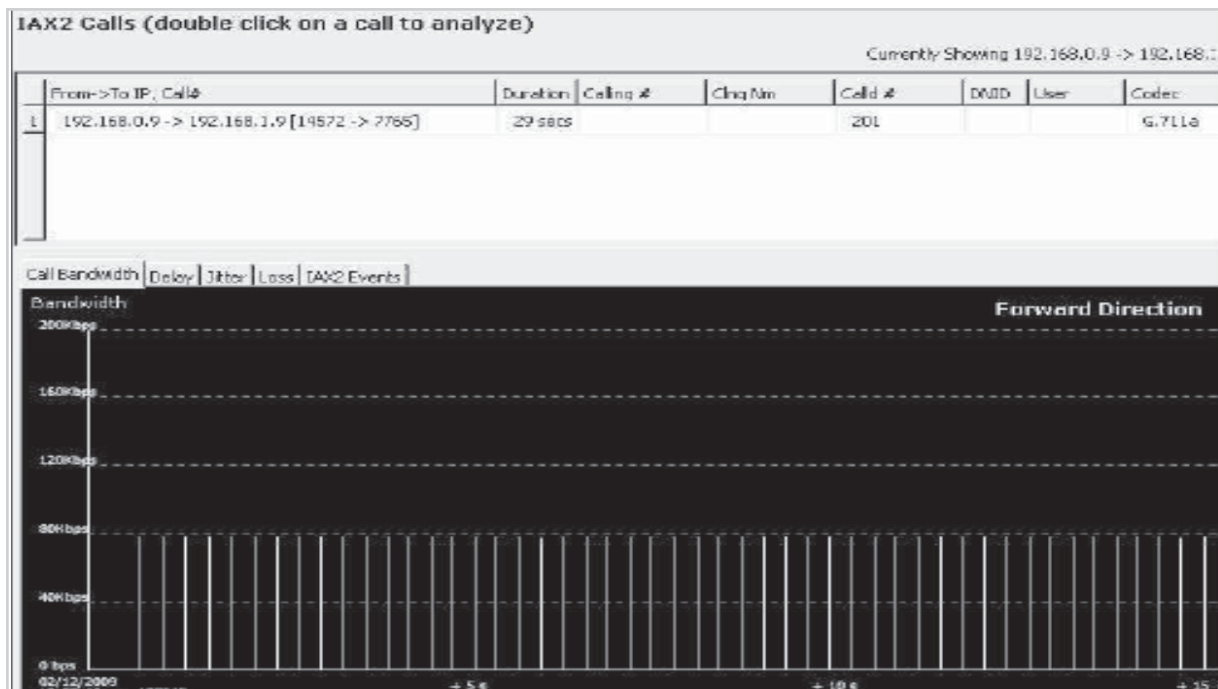 IAX2 Calls (double click on a call to analyze)
Currently Showing 192.168.0.9 -> 192.168.
From->To IP, Call# Duration Calling # Clng Nm Calld # DNID User Codec
1 192.168.0.9 -> 192.168.1.9 [14572 -> 7765] 29 secs 201 G.711a
Call Bandwidth Delay Jitter Loss IAX2 Events
Bandwidth
Forward Direction
200Kbps
160Kbps
120Kbps
80Kbps
40Kbps
0 bps
02/12/2009
+ 5 s + 10 s + 15